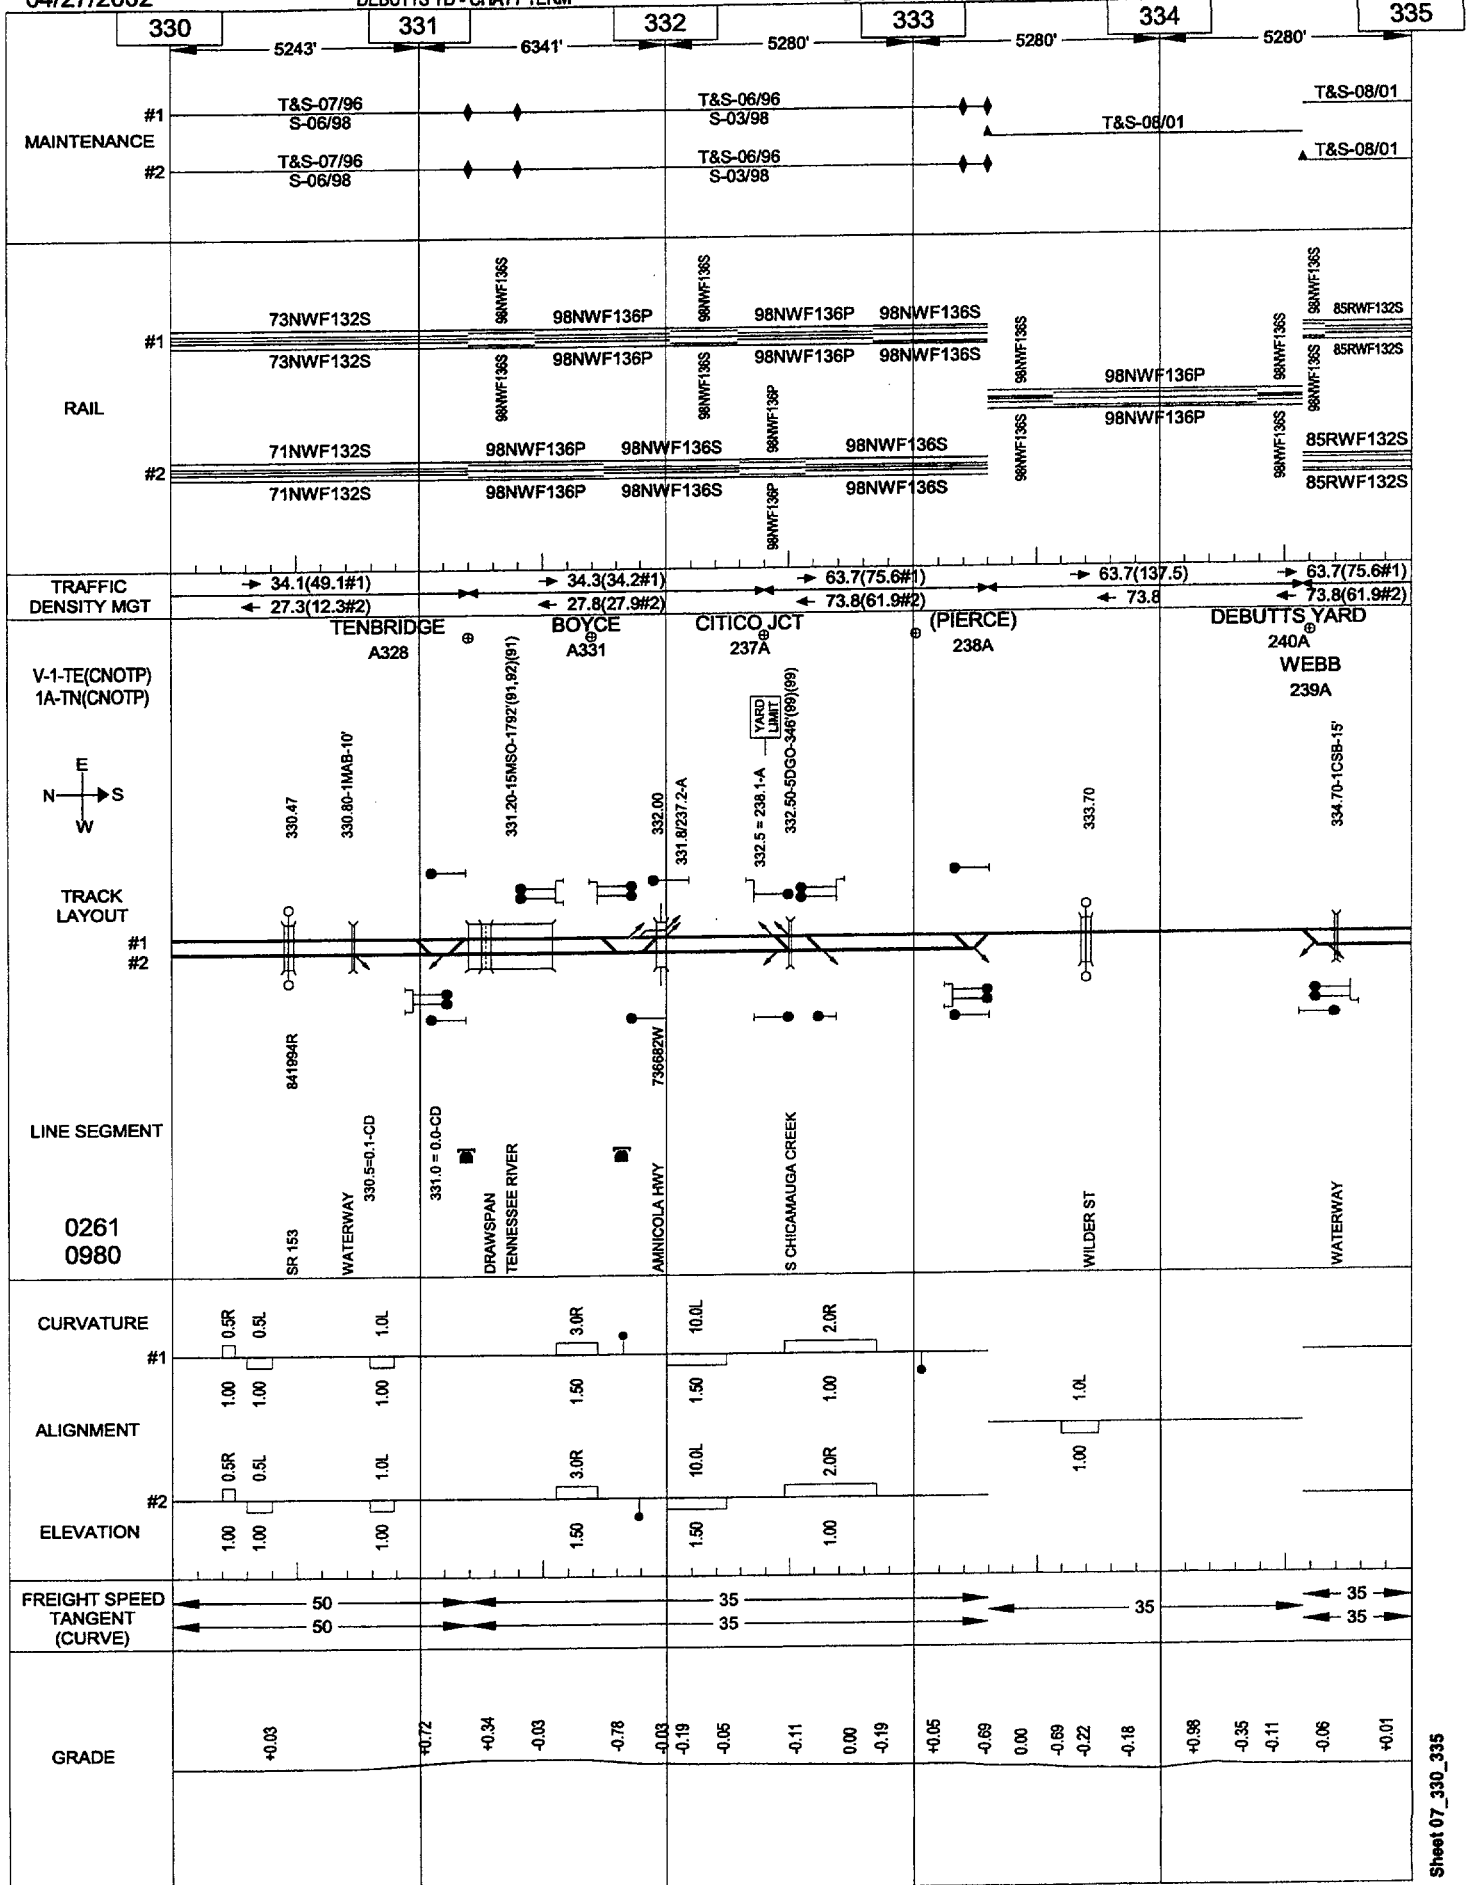 330 331 332 333 334 335
5243' 6341' 5280' 5280' 5280'
MAINTENANCE
#1 T&S-07/96 T&S-06/96 T&S-08/01
S-06/98 S-03/98 T&S-08/01
#2 T&S-07/96 T&S-06/96 T&S-08/01
S-06/98 S-03/98
RAIL
98NWF136S 98NWF136S 98NWF136S
#1 73NWF132S 98NWF136P 98NWF136P 98NWF136S 85RWF132S
73NWF132S 98NWF136P 98NWF136P 98NWF136S 85RWF132S
98NWF136S 98NWF136S 98NWF136S 98NWF136S 98NWF136S
98NWF136P
98NWF136P
98NWF136P
#2 71NWF132S 98NWF136P 98NWF136S 98NWF136S 85RWF132S
71NWF132S 98NWF136P 98NWF136S 98NWF136S 85RWF132S
98NWF136P 98NWF136S 98NWF136S
TRAFFIC
DENSITY MGT
34.1(49.1#1) 34.3(34.2#1) 63.7(75.6#1) 63.7(137.5) 63.7(75.6#1)
27.3(12.3#2) 27.8(27.9#2) 73.8(61.9#2) 73.8 73.8(61.9#2)
TENBRIDGE BOYCE CITICO JCT (PIERCE) DEBUTTS YARD
A328 A331 237A 238A 240A
WEBB
239A
V-1-TE(CNOTP)
1A-TN(CNOTP)
E
N S
W
330.47
330.80-1MAB-10'
331.20-15MSO-1792'(91,92)(91)
332.00
331.8/237.2-A
YARD
LIMIT
332.5 = 238.1-A
332.50-5DGO-346'(99)(99)
333.70
334.70-1CSB-15'
TRACK
LAYOUT
#1
#2
841994R
736682W
LINE SEGMENT
0261
0980
SR 153
WATERWAY
330.5=0.1-CD
331.0 = 0.0-CD
DRAWSPAN
TENNESSEE RIVER
AMNICOLA HWY
S CHICAMAUGA CREEK
WILDER ST
WATERWAY
CURVATURE
0.5R 0.5L 1.0L 3.0R 10.0L 2.0R
#1
1.00 1.00 1.00 1.50 1.50 1.00 1.0L
ALIGNMENT
0.5R 0.5L 1.0L 3.0R 10.0L 2.0R 1.00
#2
ELEVATION
1.00 1.00 1.00 1.50 1.50 1.00
FREIGHT SPEED
TANGENT
(CURVE)
50 35 35
35
50 35 35
GRADE
+0.03 +0.72 +0.34 -0.03 -0.78 -0.03 -0.19 -0.05 -0.11 0.00 -0.19 +0.05 -0.69 0.00 -0.69 -0.22 -0.18 +0.98 -0.35 -0.11 -0.06 +0.01
Sheet 07_330_335